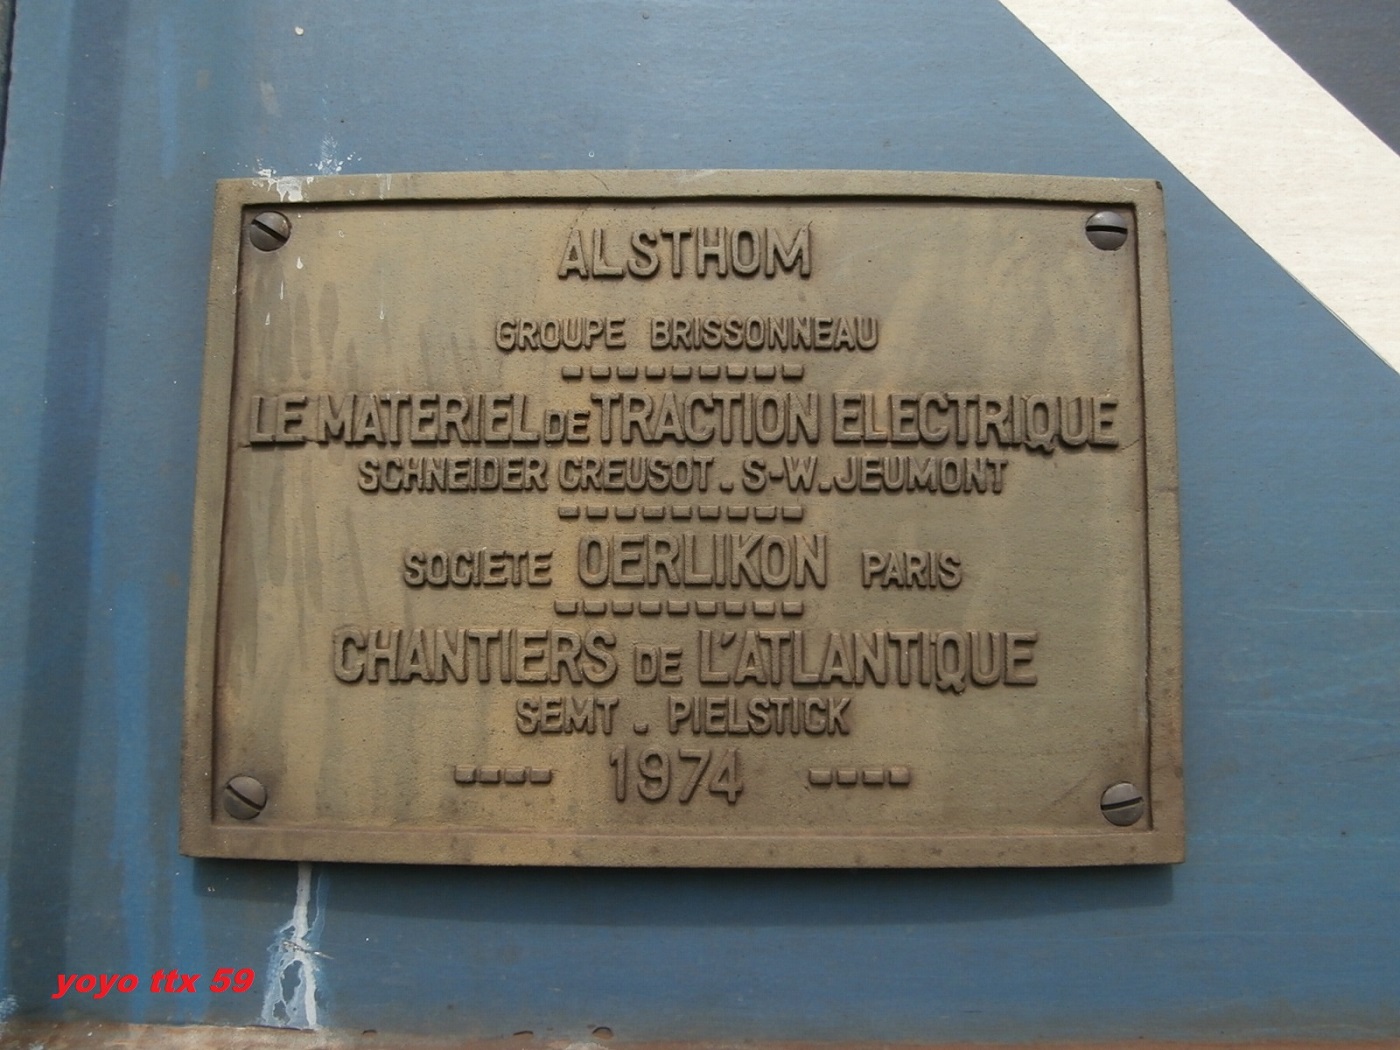 ALSTHOM
GROUPE BRISSONNEAU
LE MATERIEL DE TRACTION ELECTRIQUE
SCHNEIDER CREUSOT. S-W. JEUMONT
SOCIETE OERLIKON PARIS
CHANTIERS DE L'ATLANTIQUE
SEMT. PIELSTICK
---- 1974 ----
yoyo ttx 59